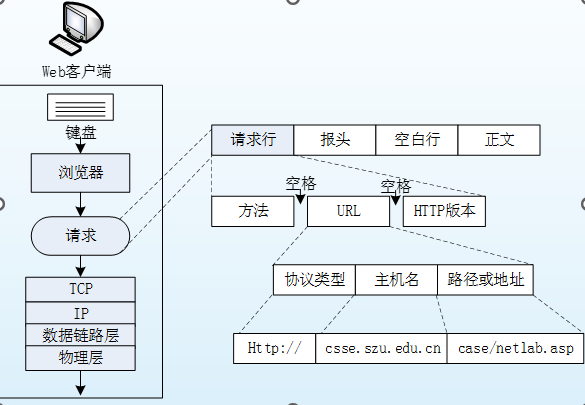 Web客户端
键盘
浏览器
请求
TCP
IP
数据链路层
物理层
请求行 报头 空白行 正文
空格 空格
方法 URL HTTP版本
协议类型 主机名 路径或地址
Http:// csse.szu.edu.cn case/netlab.asp